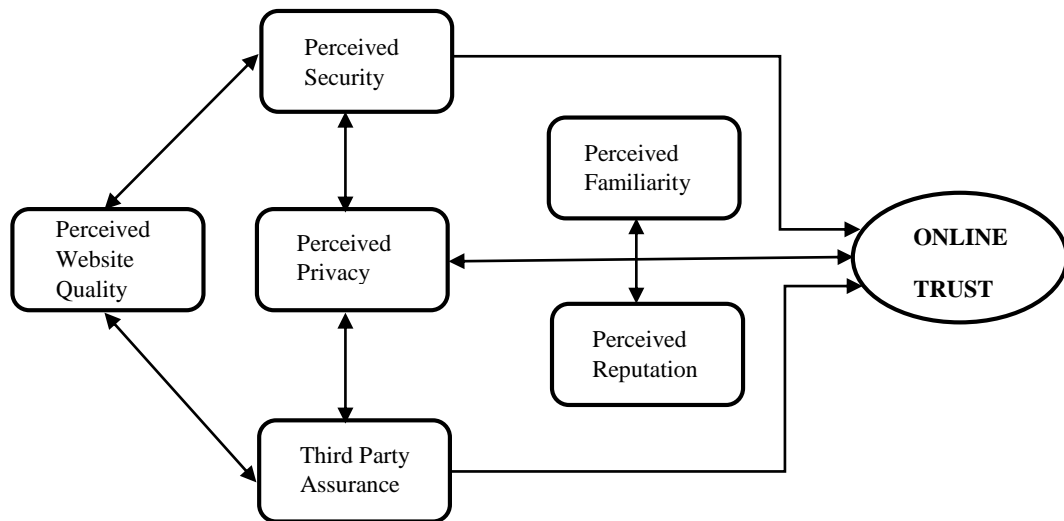 Perceived
Security
Perceived
Familiarity
Perceived
Website
Quality
Perceived
Privacy
ONLINE
TRUST
Perceived
Reputation
Third Party
Assurance